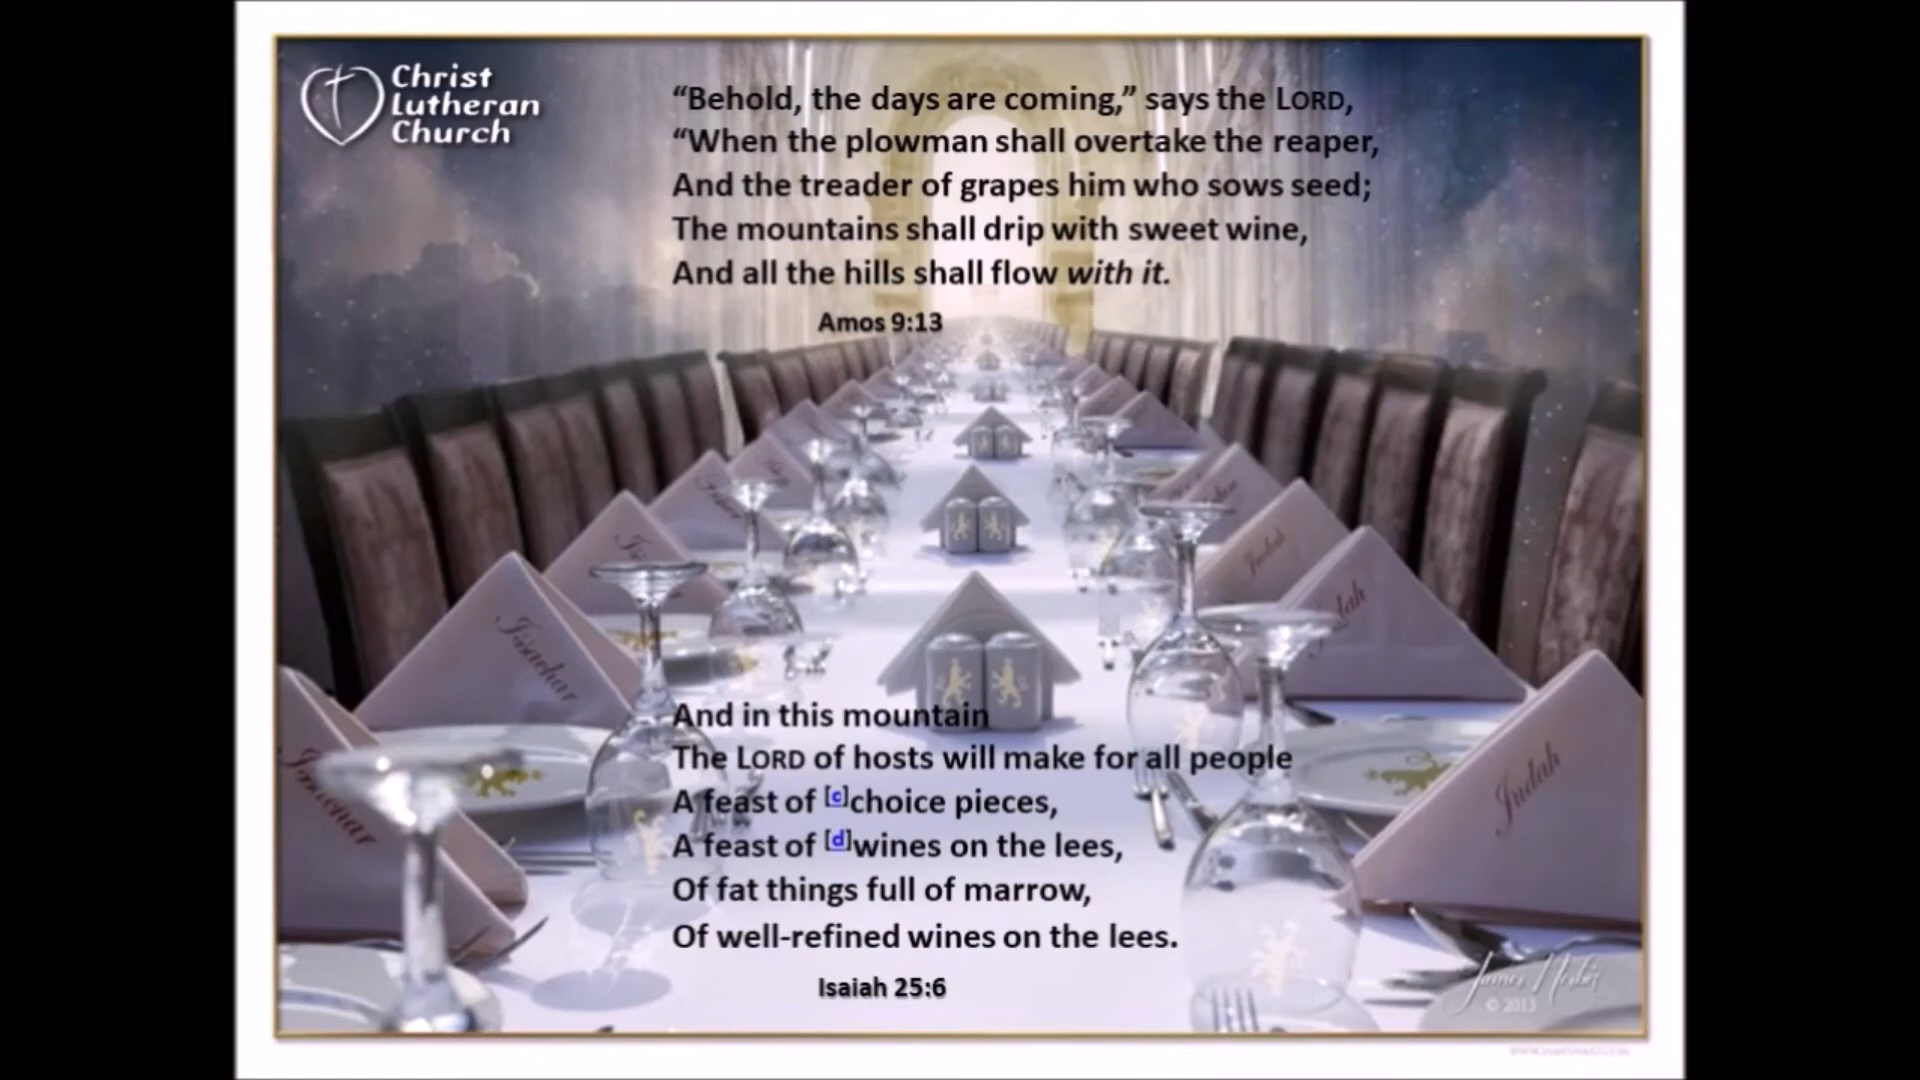 Christ
Lutheran
Church
“Behold, the days are coming,” says the LORD,
“When the plowman shall overtake the reaper,
And the treader of grapes him who sows seed;
The mountains shall drip with sweet wine,
And all the hills shall flow with it.
Amos 9:13
Issachar
Judah
Judah
And in this mountain
The LORD of hosts will make for all people
A feast of [c]choice pieces,
A feast of [d]wines on the lees,
Of fat things full of marrow,
Of well-refined wines on the lees.
Isaiah 25:6
© 2013